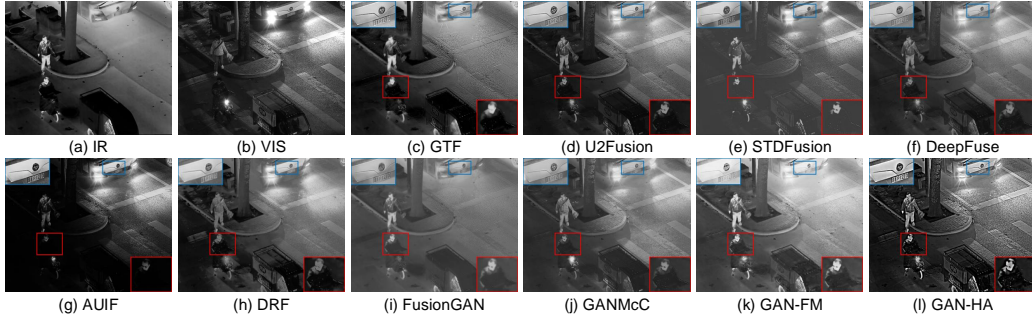 (a) IR
(b) VIS
(c) GTF
(d) U2Fusion
(e) STDFusion
(f) DeepFuse
(g) AUIF
(h) DRF
(i) FusionGAN
(j) GANMcC
(k) GAN-FM
(l) GAN-HA